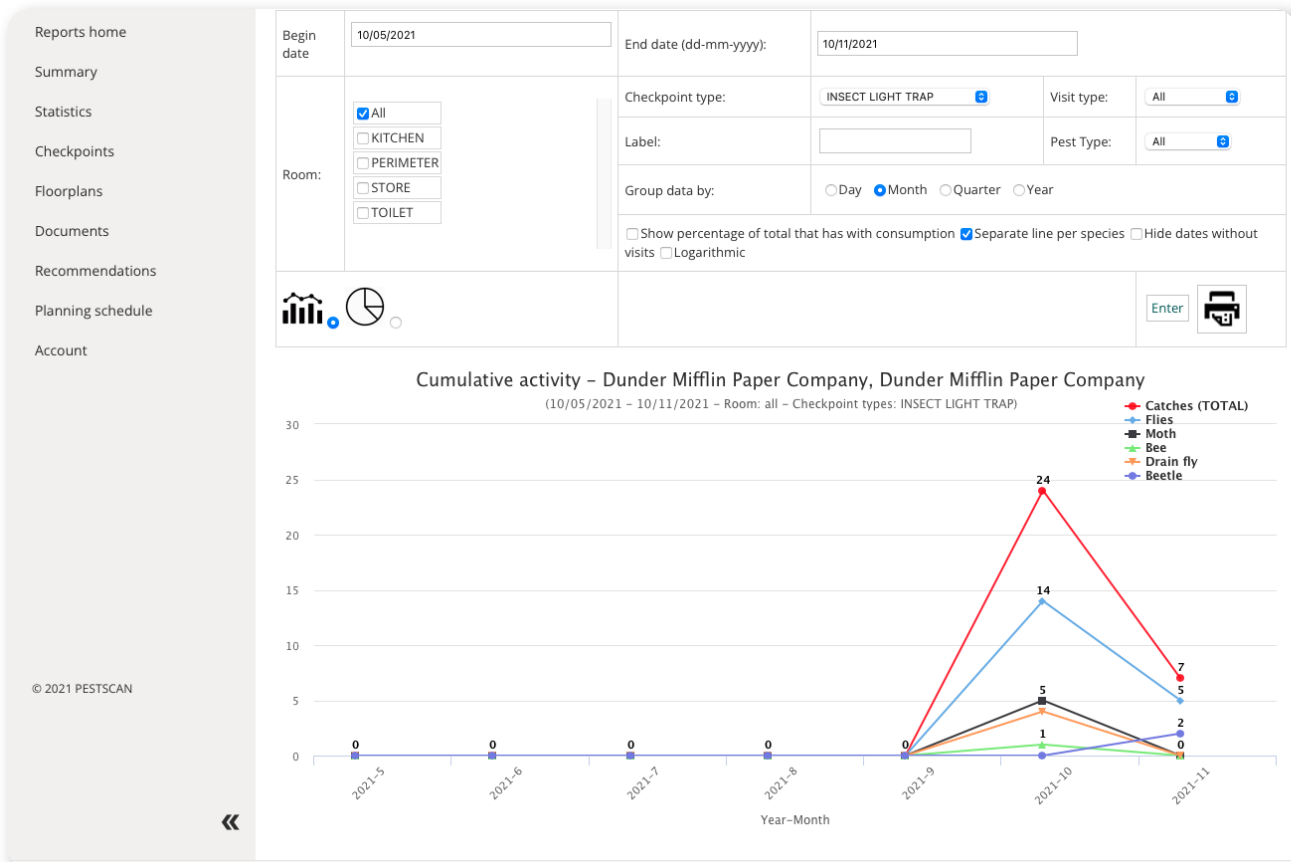 Reports home
Summary
Statistics
Checkpoints
Floorplans
Documents
Recommendations
Planning schedule
Account
© 2021 PESTSCAN
Begin
date
10/05/2021
End date (dd-mm-yyyy):
10/11/2021
Room:
All
KITCHEN
PERIMETER
STORE
TOILET
Checkpoint type:
INSECT LIGHT TRAP
Visit type:
All
Label:
Pest Type:
All
Group data by:
Day Month Quarter Year
Show percentage of total that has with consumption Separate line per species Hide dates without
visits Logarithmic
Enter
Cumulative activity – Dunder Mifflin Paper Company, Dunder Mifflin Paper Company
(10/05/2021 – 10/11/2021 – Room: all – Checkpoint types: INSECT LIGHT TRAP)
Catches (TOTAL)
Flies
Moth
Bee
Drain fly
Beetle
30
25
20
15
10
5
0
0
0
0
0
0
24
14
5
1
7
5
2
0
2021-5
2021-6
2021-7
2021-8
2021-9
2021-10
2021-11
Year-Month